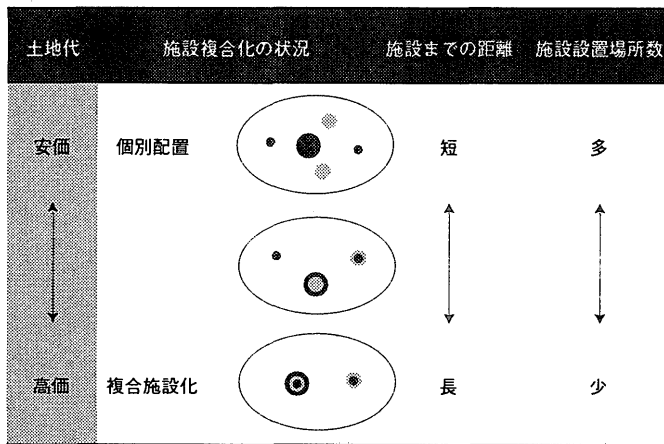 土地代 施設複合化の状況 施設までの距離 施設設置場所数
安価 個別配置 短 多
高価 複合施設化 長 少